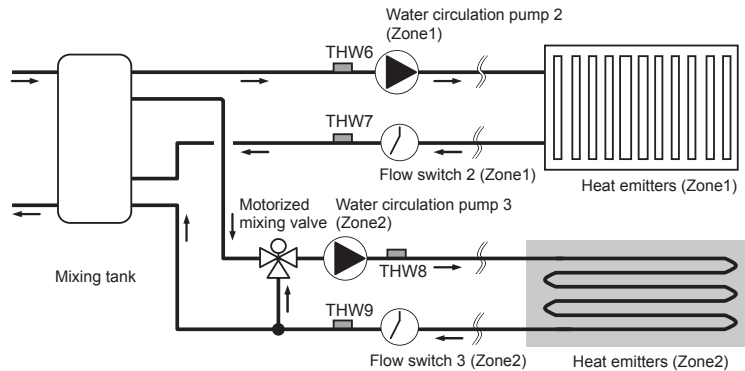 Water circulation pump 2
(Zone1)
THW6
THW7
Flow switch 2 (Zone1)
Heat emitters (Zone1)
Motorized
mixing valve
Water circulation pump 3
(Zone2)
Mixing tank
THW8
THW9
Flow switch 3 (Zone2)
Heat emitters (Zone2)